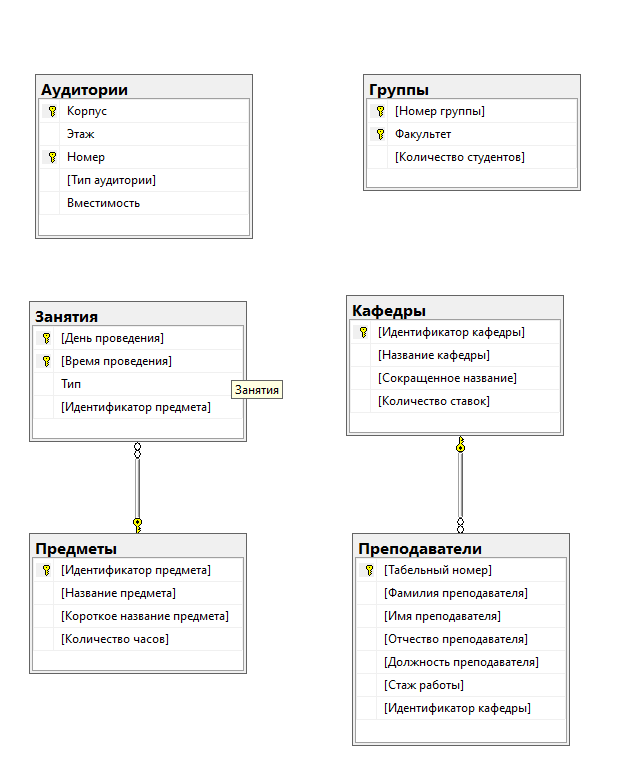 Аудитории
Корпус
Этаж
Номер
[Тип аудитории]
Вместимость
Группы
[Номер группы]
Факультет
[Количество студентов]
Занятия
[День проведения]
[Время проведения]
Тип
[Идентификатор предмета]
Занятия
Кафедры
[Идентификатор кафедры]
[Название кафедры]
[Сокращенное название]
[Количество ставок]
Предметы
[Идентификатор предмета]
[Название предмета]
[Короткое название предмета]
[Количество часов]
Преподаватели
[Табельный номер]
[Фамилия преподавателя]
[Имя преподавателя]
[Отчество преподавателя]
[Должность преподавателя]
[Стаж работы]
[Идентификатор кафедры]